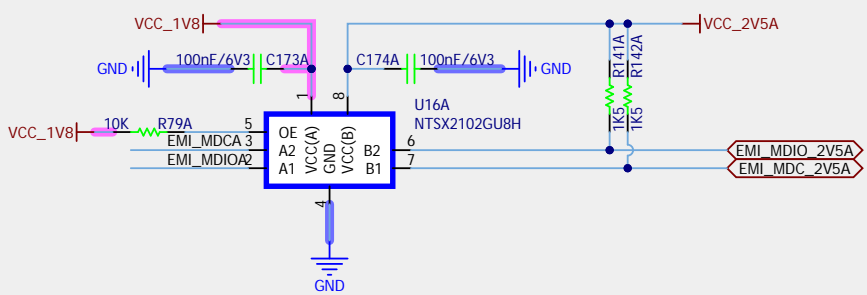 VCC_1V8
VCC_2V5A
GND
100nF/6V3
C173A
C174A
100nF/6V3
GND
R141A
R142A
1K5
1K5
1
8
U16A
NTSX2102GU8H
VCC_1V8
10K
R79A
5
OE
VCC(A)
GND
VCC(B)
EMI_MDCA
3
A2
B2
6
EMI_MDIO_2V5A
EMI_MDIOA
2
A1
B1
7
EMI_MDC_2V5A
4
GND